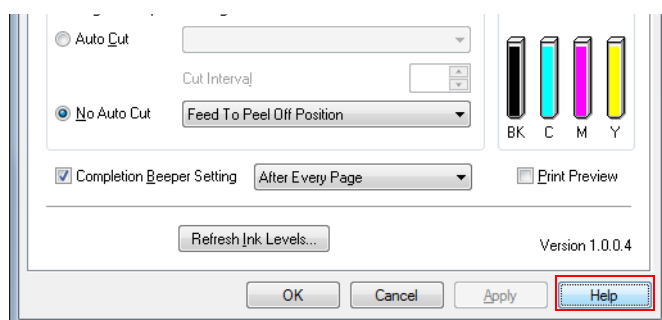 Auto Cut
Cut Interval
No Auto Cut Feed To Peel Off Position
BK C M Y
Completion Beeper Setting After Every Page Print Preview
Refresh Ink Levels... Version 1.0.0.4
OK Cancel Apply Help